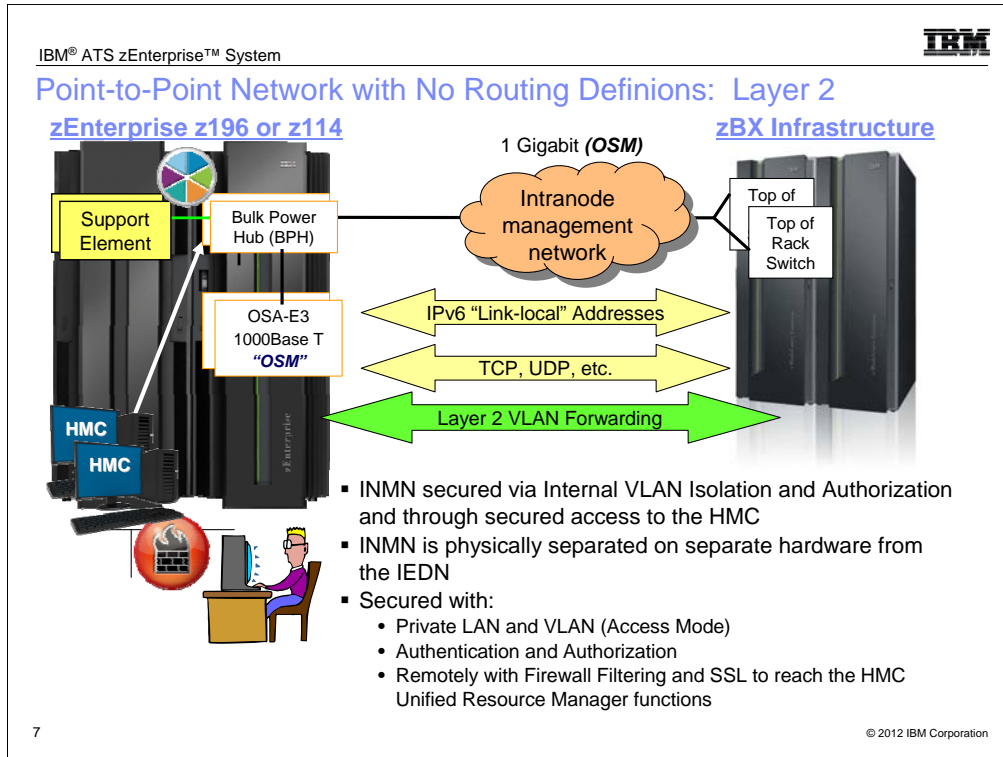 IBM® ATS zEnterprise™ System
IBM
Point-to-Point Network with No Routing Definions: Layer 2
zEnterprise z196 or z114
zBX Infrastructure
1 Gigabit (OSM)
Support
Element
Bulk Power
Hub (BPH)
Intranode
management
network
Top of
Top of
Rack
Switch
OSA-E3
1000Base T
"OSM"
IPv6 "Link-local" Addresses
TCP, UDP, etc.
Layer 2 VLAN Forwarding
HMC
HMC
zEnterprise
▪ INMN secured via Internal VLAN Isolation and Authorization
and through secured access to the HMC
▪ INMN is physically separated on separate hardware from
the IEDN
▪ Secured with:
• Private LAN and VLAN (Access Mode)
• Authentication and Authorization
• Remotely with Firewall Filtering and SSL to reach the HMC
Unified Resource Manager functions
7
© 2012 IBM Corporation